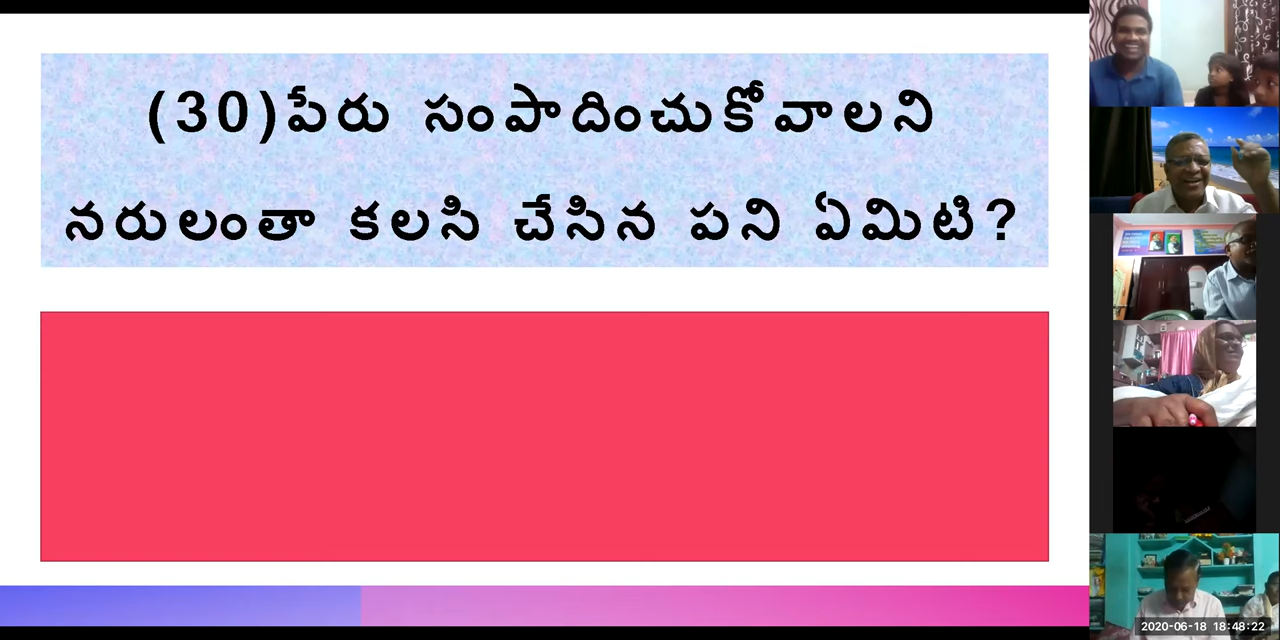 (30)పేరు సంపాదించుకోవాలని
నరులంతా కలసి చేసిన పని ఏమిటి?
2020-06-18 18:48:22